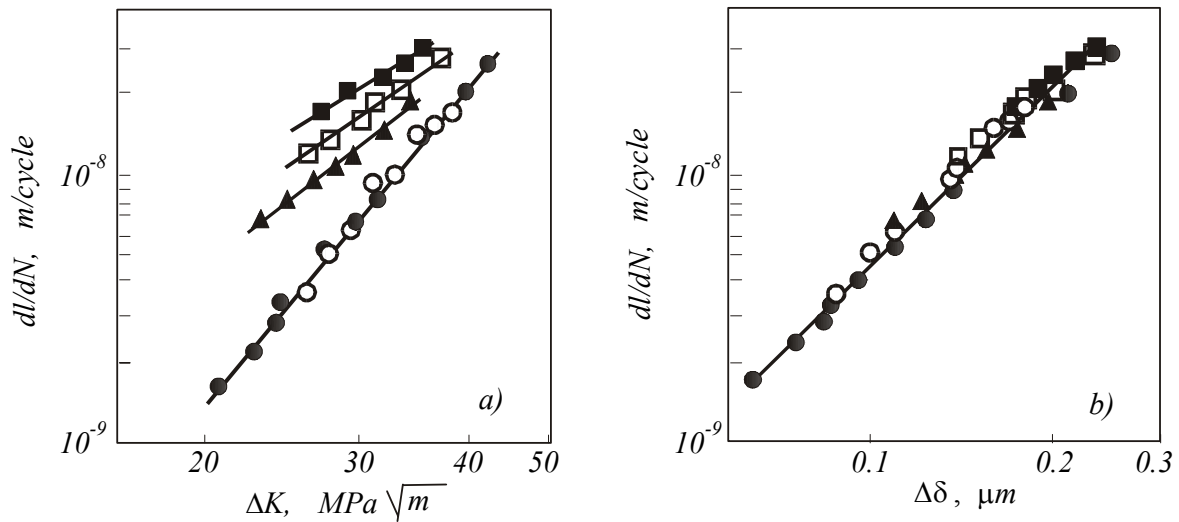 dl/dN, m/cycle
10⁻⁸
10⁻⁹
20 30 40 50
ΔK, MPa √m
a)
dl/dN, m/cycle
10⁻⁸
10⁻⁹
0.1 0.2 0.3
Δδ, μm
b)